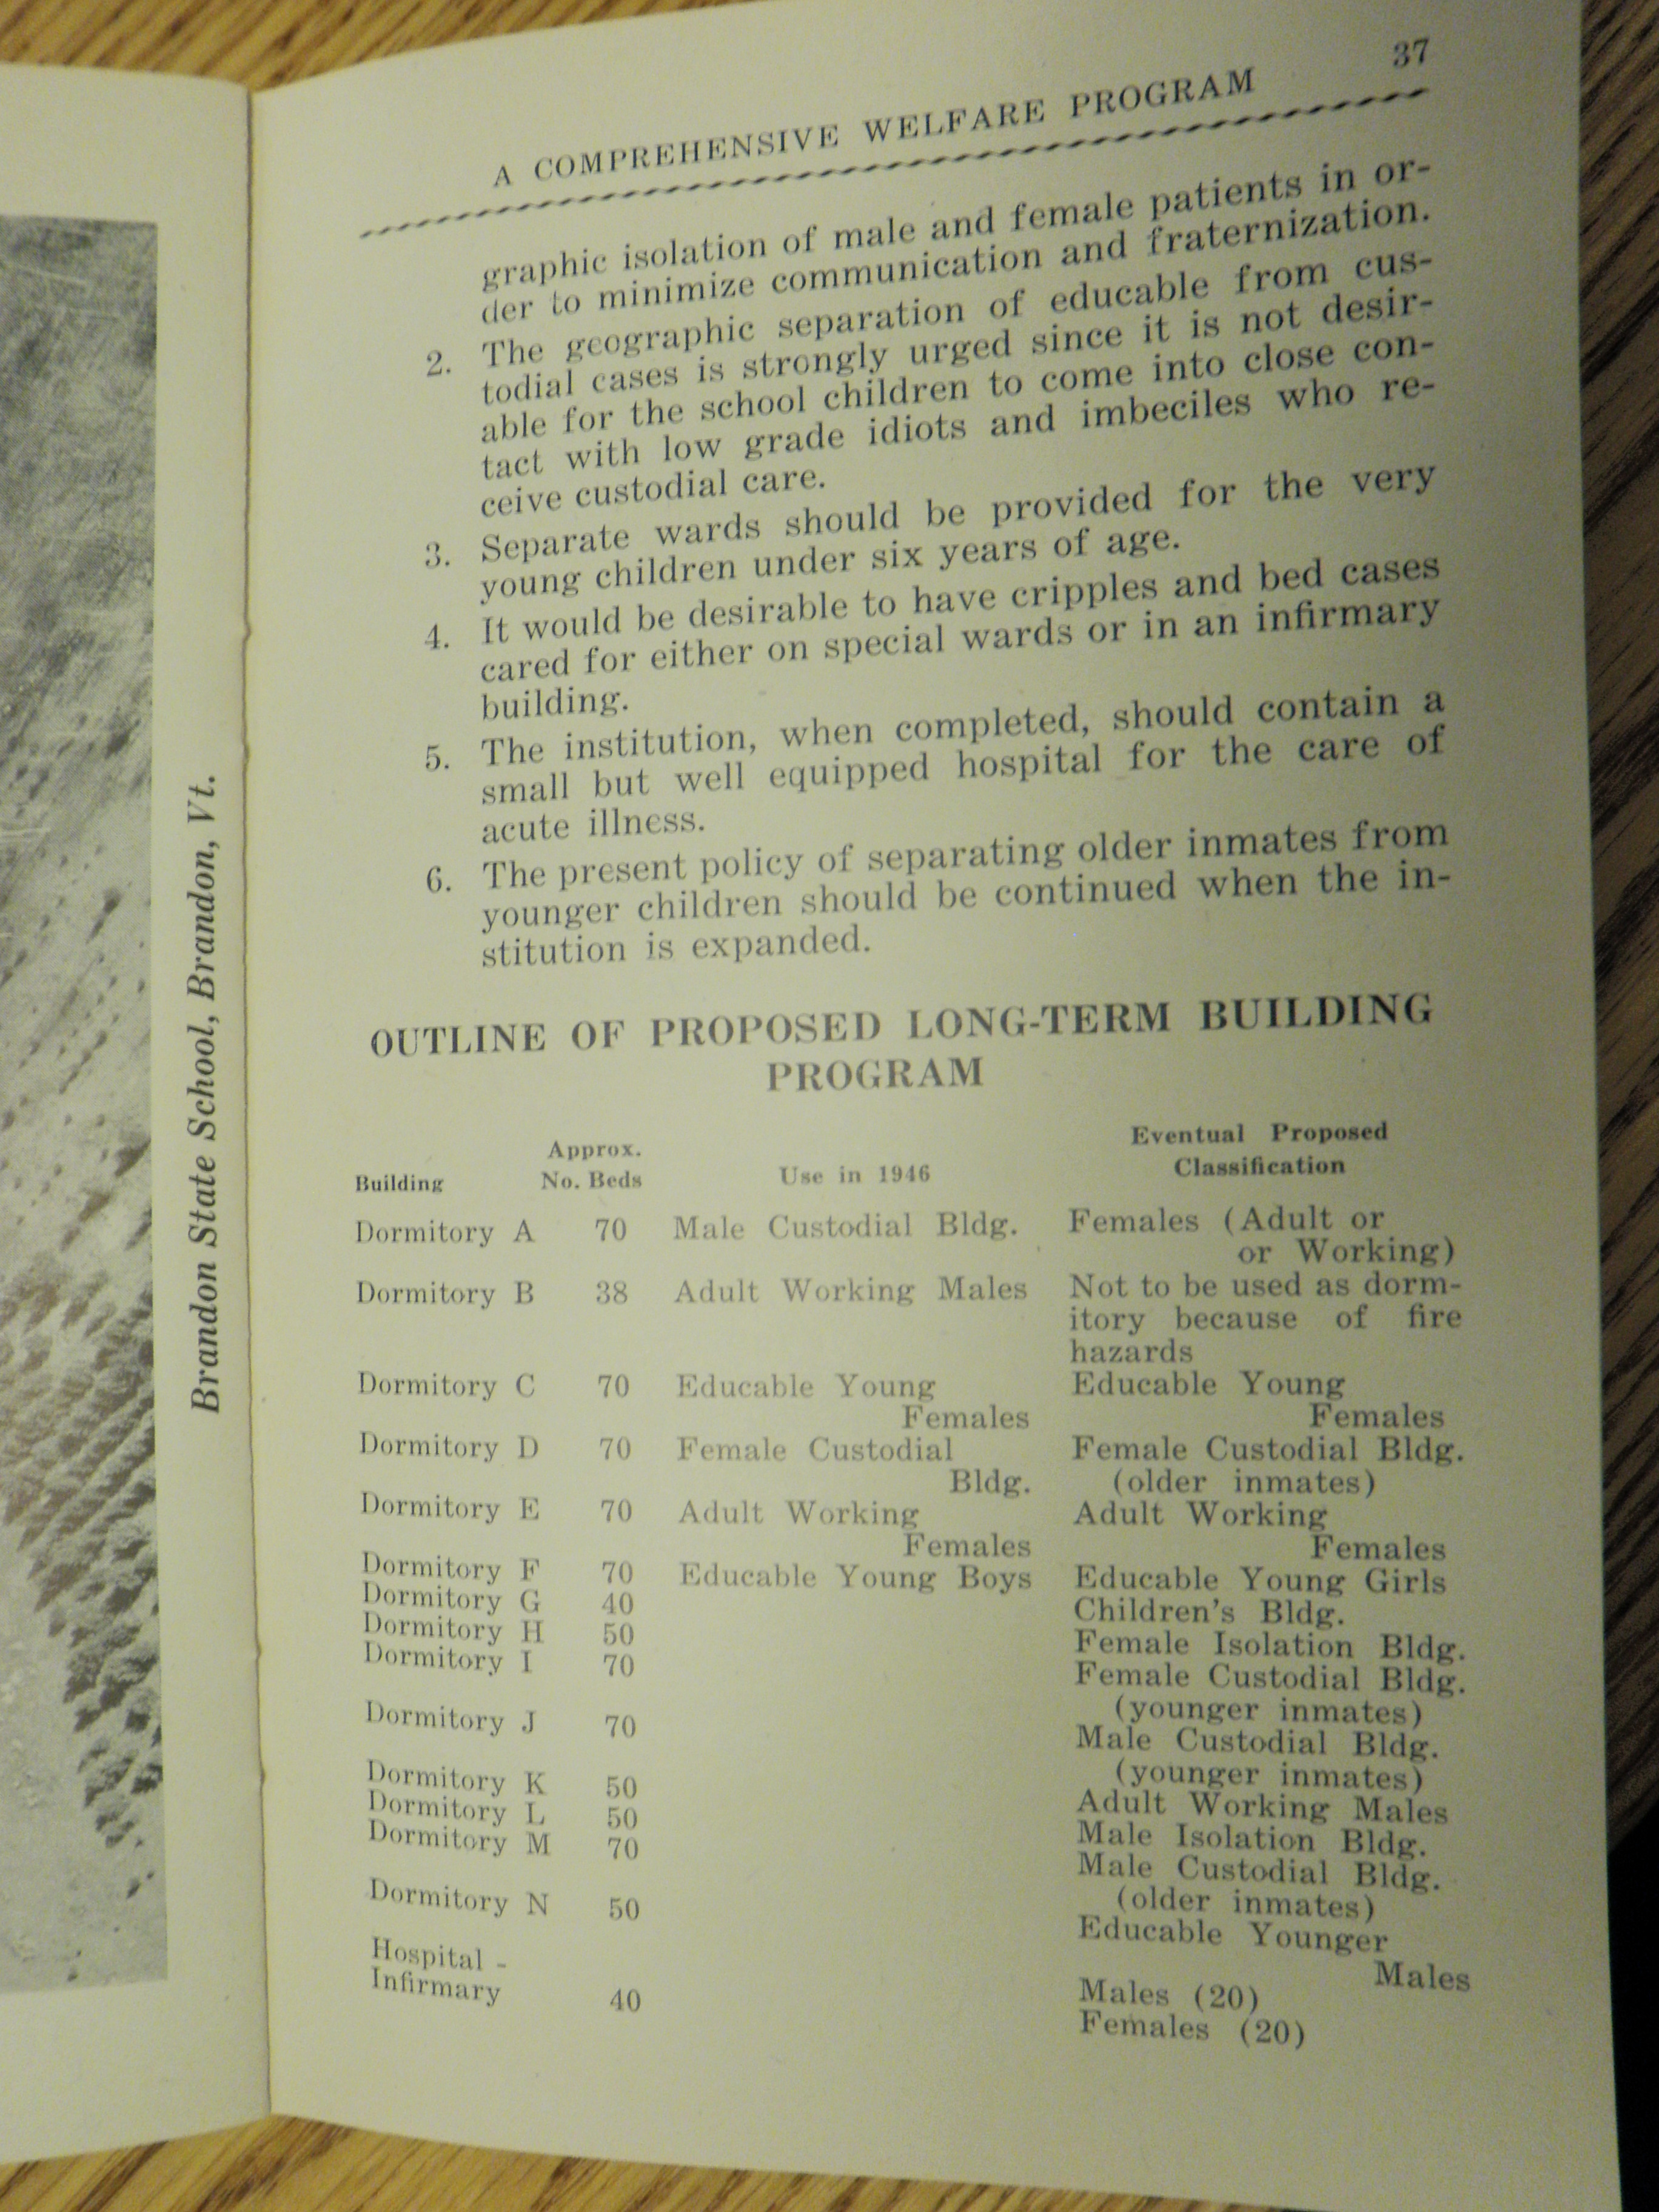 Brandon State School, Brandon, Vt.
A COMPREHENSIVE WELFARE PROGRAM 37
graphic isolation of male and female patients in or-
der to minimize communication and fraternization.
2. The geographic separation of educable from cus-
todial cases is strongly urged since it is not desir-
able for the school children to come into close con-
tact with low grade idiots and imbeciles who re-
ceive custodial care.
3. Separate wards should be provided for the very
young children under six years of age.
4. It would be desirable to have cripples and bed cases
cared for either on special wards or in an infirmary
building.
5. The institution, when completed, should contain a
small but well equipped hospital for the care of
acute illness.
6. The present policy of separating older inmates from
younger children should be continued when the in-
stitution is expanded.
OUTLINE OF PROPOSED LONG-TERM BUILDING
PROGRAM
Approx. Eventual Proposed
Building No. Beds Use in 1946 Classification
Dormitory A 70 Male Custodial Bldg. Females (Adult or
or Working)
Dormitory B 38 Adult Working Males Not to be used as dorm-
itory because of fire
hazards
Dormitory C 70 Educable Young Educable Young
Females Females
Dormitory D 70 Female Custodial Female Custodial Bldg.
Bldg. (older inmates)
Dormitory E 70 Adult Working Adult Working
Females Females
Dormitory F 70 Educable Young Boys Educable Young Girls
Dormitory G 40 Children's Bldg.
Dormitory H 50 Female Isolation Bldg.
Dormitory I 70 Female Custodial Bldg.
(younger inmates)
Dormitory J 70 Male Custodial Bldg.
(younger inmates)
Dormitory K 50 Adult Working Males
Dormitory L 50 Male Isolation Bldg.
Dormitory M 70 Male Custodial Bldg.
(older inmates)
Dormitory N 50 Educable Younger
Males
Hospital - Males (20)
Infirmary 40 Females (20)